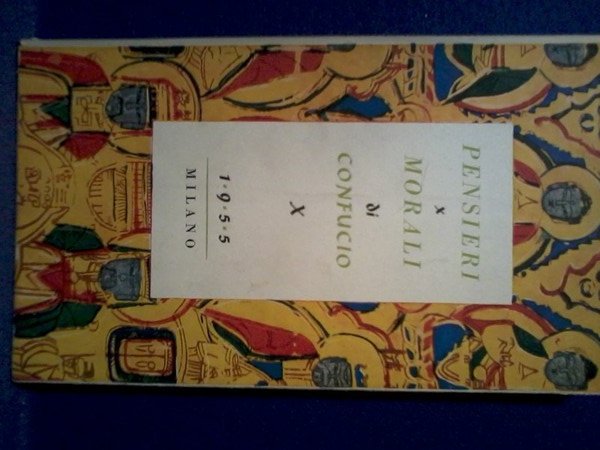 PENSIERI
x
MORALI
di
CONFUCIO
X
1·9·5·5
MILANO